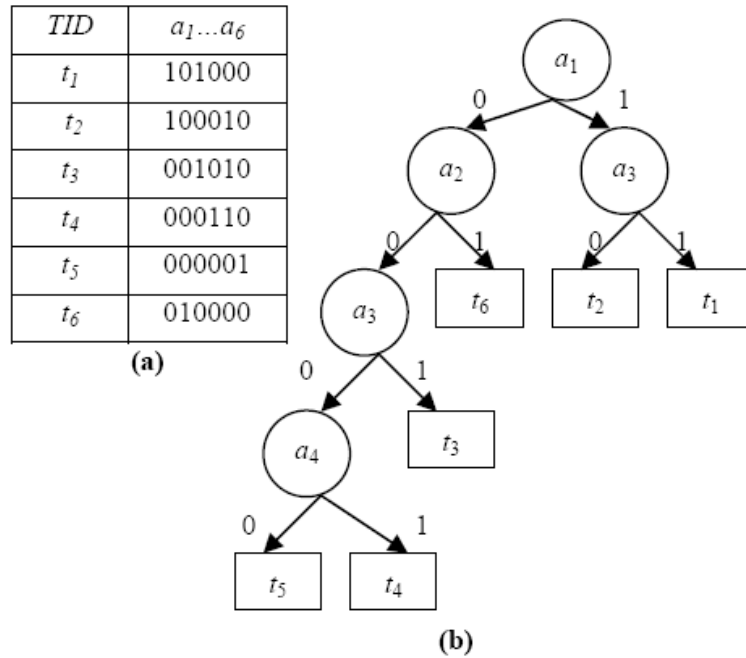 TID a1...a6
t1 101000
t2 100010
t3 001010
t4 000110
t5 000001
t6 010000
(a)
a1
0 1
a2 a3
0 1 0 1
a3 t6 t2 t1
0 1
a4 t3
0 1
t5 t4
(b)